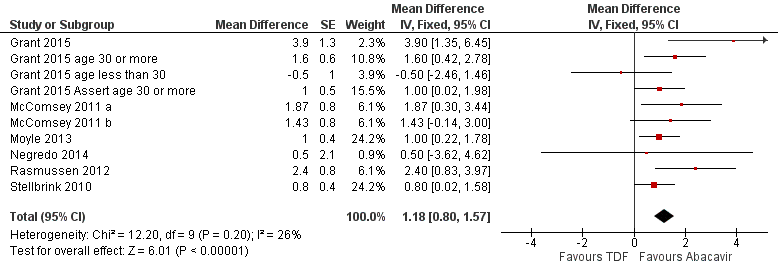 Mean Difference Mean Difference
Study or Subgroup Mean Difference SE Weight IV, Fixed, 95% CI IV, Fixed, 95% CI
Grant 2015 3.9 1.3 2.3% 3.90 [1.35, 6.45]
Grant 2015 age 30 or more 1.6 0.6 10.8% 1.60 [0.42, 2.78]
Grant 2015 age less than 30 -0.5 1 3.9% -0.50 [-2.46, 1.46]
Grant 2015 Assert age 30 or more 1 0.5 15.5% 1.00 [0.02, 1.98]
McComsey 2011 a 1.87 0.8 6.1% 1.87 [0.30, 3.44]
McComsey 2011 b 1.43 0.8 6.1% 1.43 [-0.14, 3.00]
Moyle 2013 1 0.4 24.2% 1.00 [0.22, 1.78]
Negredo 2014 0.5 2.1 0.9% 0.50 [-3.62, 4.62]
Rasmussen 2012 2.4 0.8 6.1% 2.40 [0.83, 3.97]
Stellbrink 2010 0.8 0.4 24.2% 0.80 [0.02, 1.58]
Total (95% CI) 100.0% 1.18 [0.80, 1.57]
Heterogeneity: Chi² = 12.20, df = 9 (P = 0.20); I² = 26%
Test for overall effect: Z = 6.01 (P < 0.00001)
-4 -2 0 2 4
Favours TDF Favours Abacavir